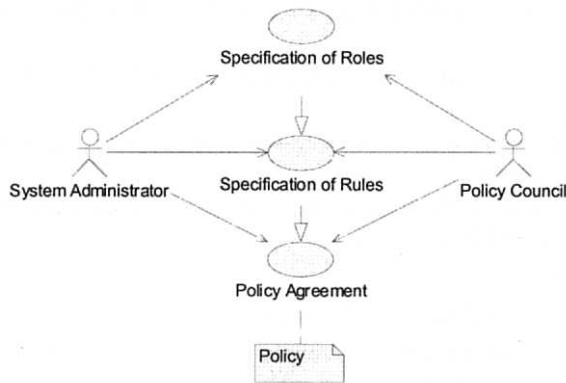 Specification of Roles
System Administrator
Specification of Rules
Policy Council
Policy Agreement
Policy